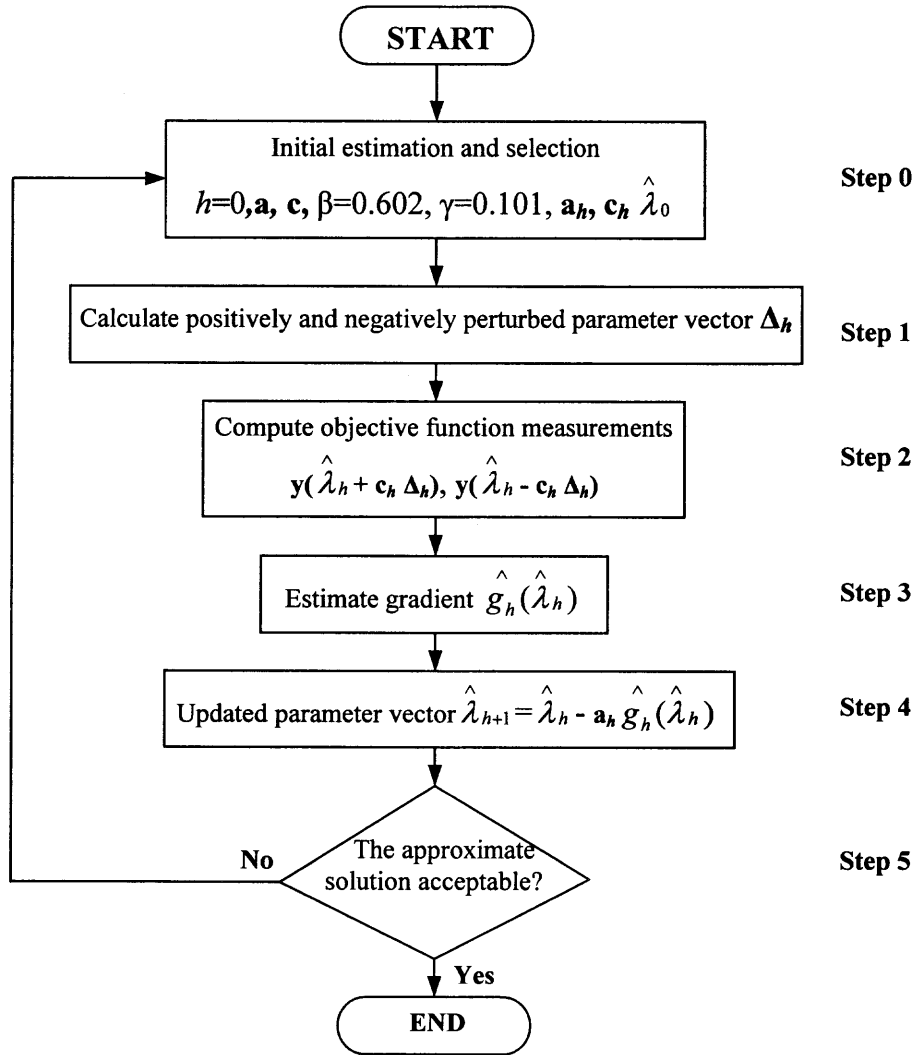 START
Initial estimation and selection
h=0,a, c, β=0.602, γ=0.101, a_h, c_h λ̂_0
Step 0
Calculate positively and negatively perturbed parameter vector Δ_h
Step 1
Compute objective function measurements
y(λ̂_h + c_h Δ_h), y(λ̂_h - c_h Δ_h)
Step 2
Estimate gradient ĝ_h(λ̂_h)
Step 3
Updated parameter vector λ̂_{h+1} = λ̂_h - a_h ĝ_h(λ̂_h)
Step 4
No
The approximate
solution acceptable?
Step 5
Yes
END